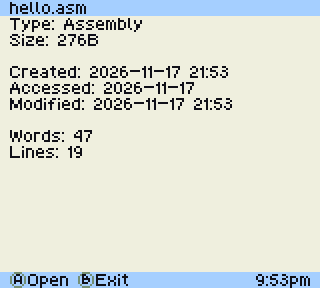 hello.asm
Type: Assembly
Size: 276B
Created: 2026-11-17 21:53
Accessed: 2026-11-17
Modified: 2026-11-17 21:53
Words: 47
Lines: 19
AOpen BExit 9:53pm